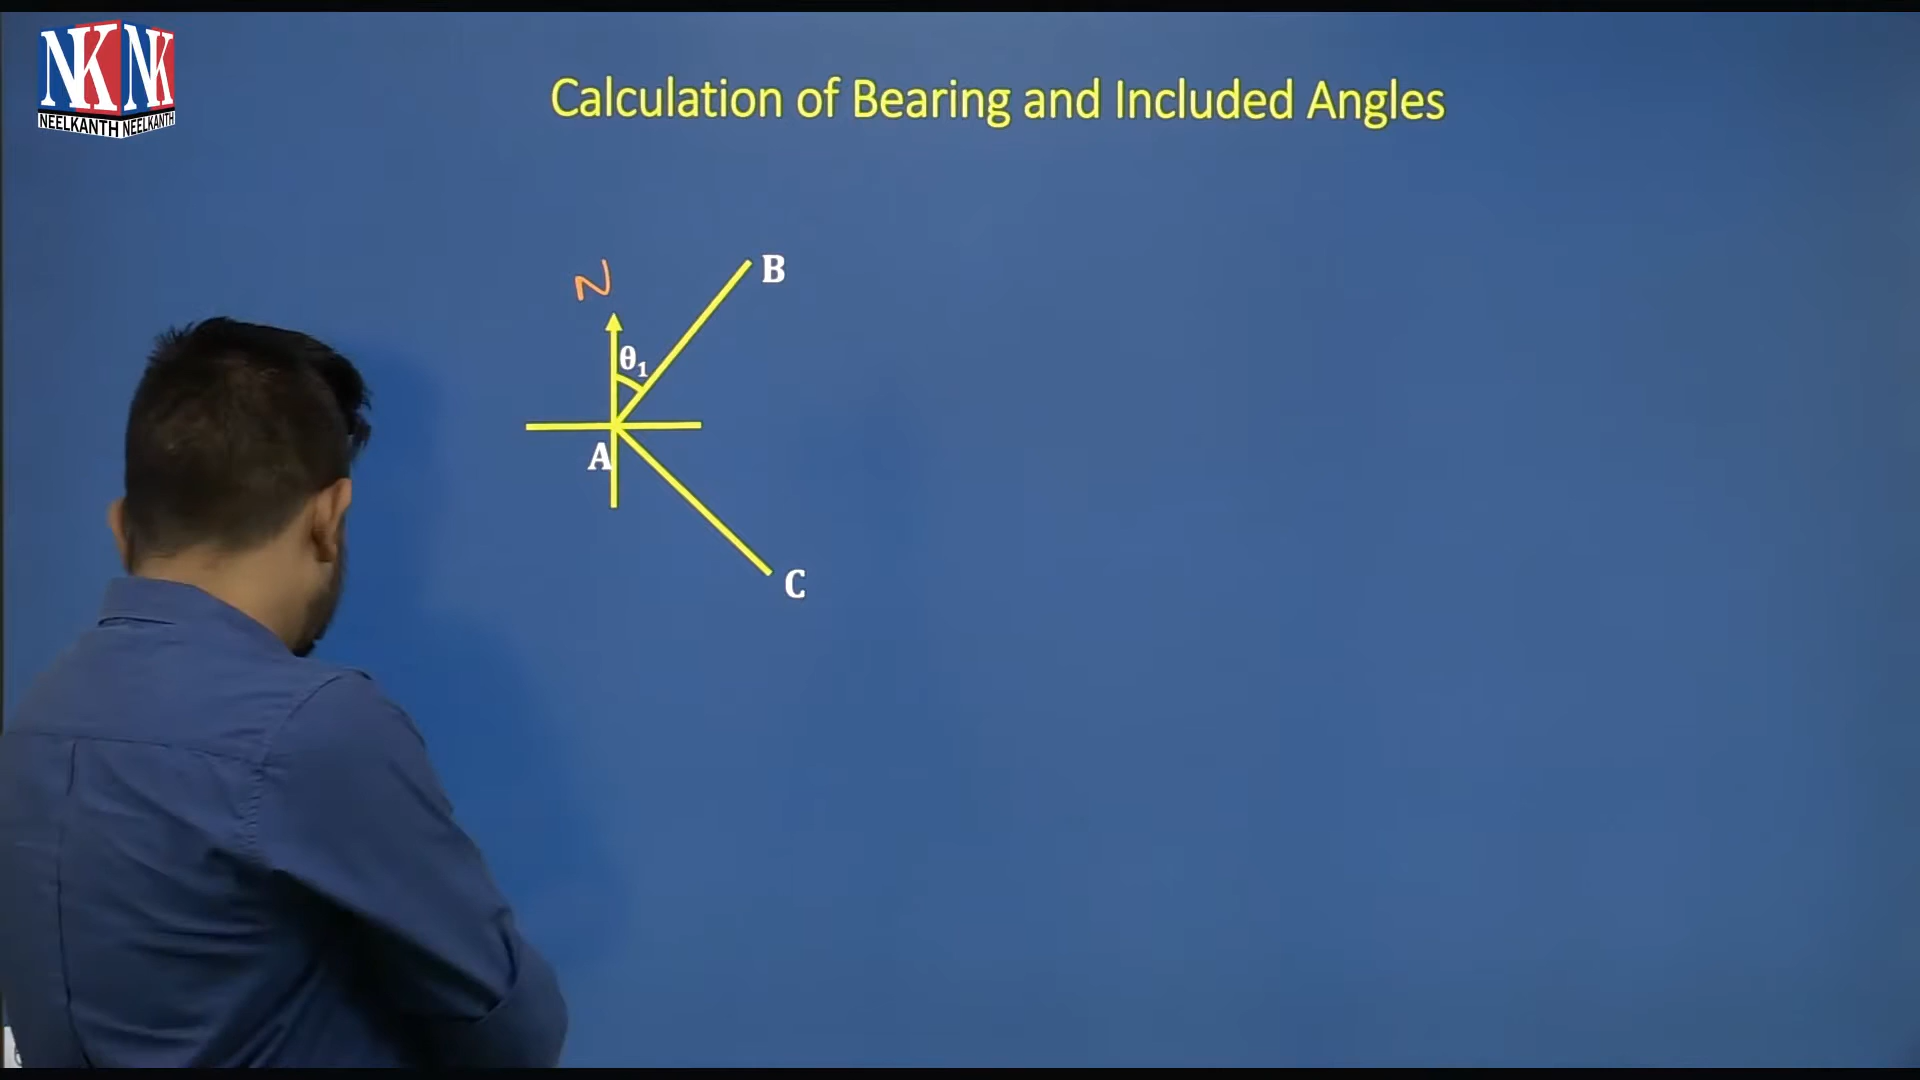 NK NK
NEELKANTH NEELKANTH
Calculation of Bearing and Included Angles
N
B
θ₁
A
C